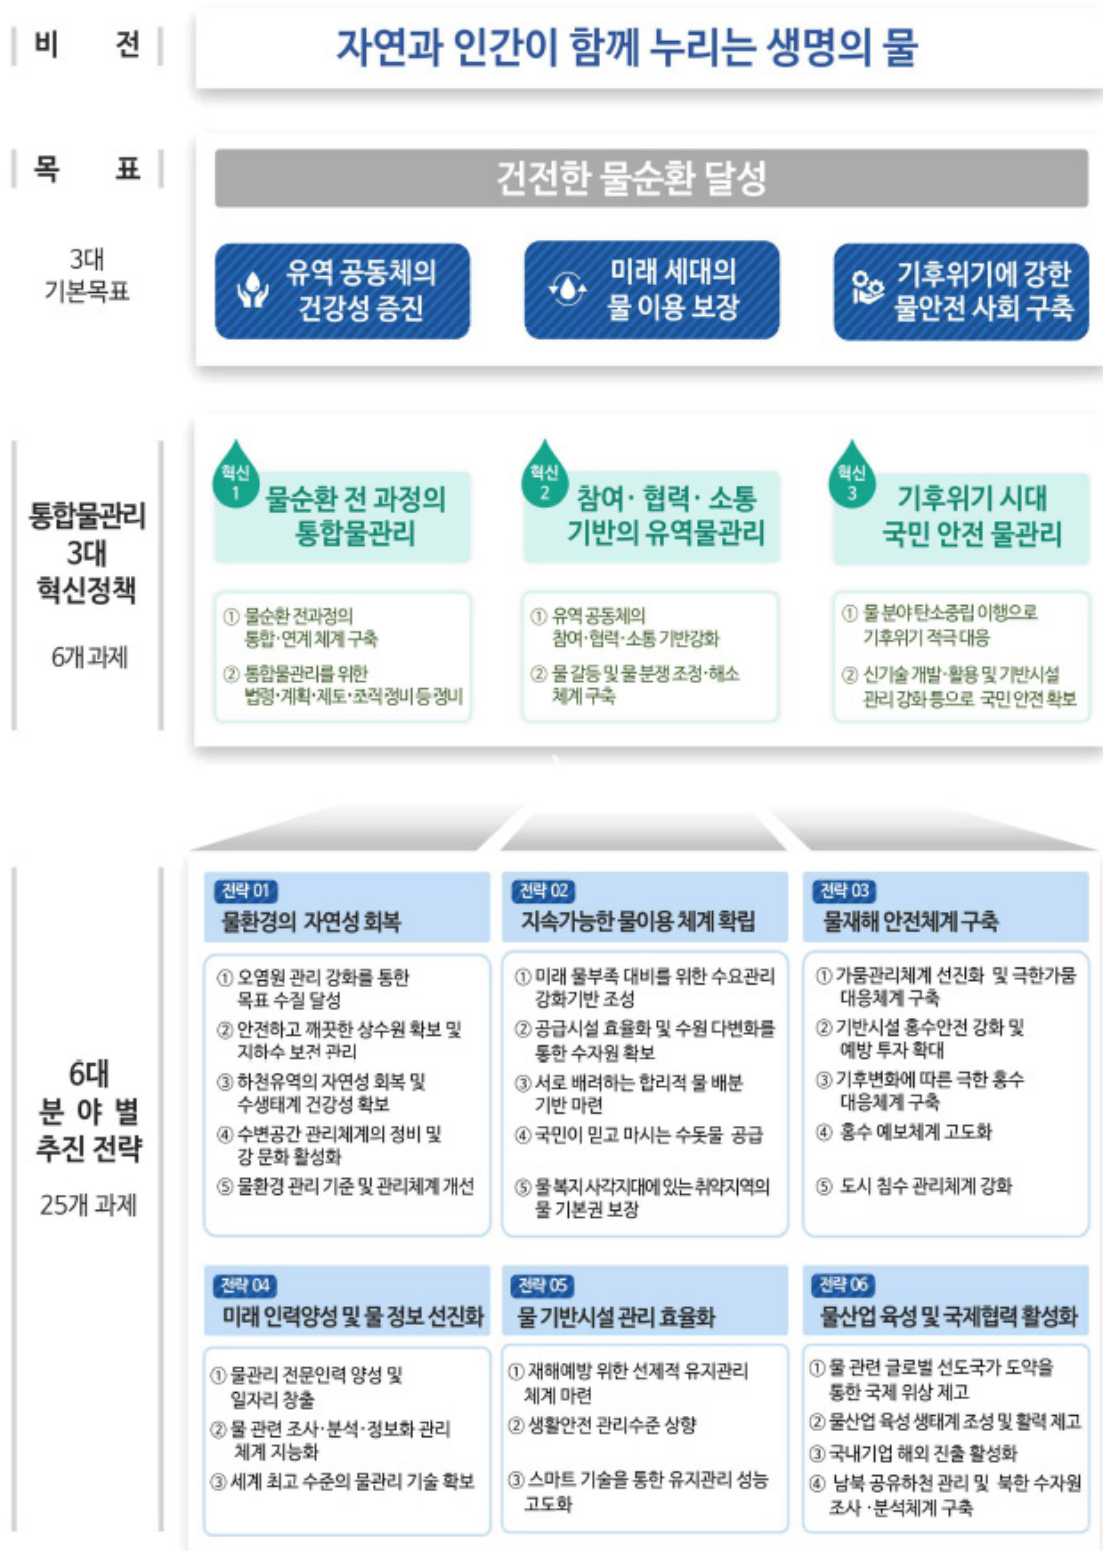 비 전
자연과 인간이 함께 누리는 생명의 물
목 표
건전한 물순환 달성
3대
기본목표
유역 공동체의
건강성 증진
미래 세대의
물 이용 보장
기후위기에 강한
물안전 사회 구축
통합물관리
3대
혁신정책
6개 과제
혁신
1
물순환 전 과정의
통합물관리
① 물순환 전과정의
통합·연계 체계 구축
② 통합물관리를 위한
법령·계획·제도·조직정비 등 정비
혁신
2
참여· 협력· 소통
기반의 유역물관리
① 유역 공동체의
참여·협력·소통 기반강화
② 물 갈등 및 물 분쟁 조정·해소
체계 구축
혁신
3
기후위기 시대
국민 안전 물관리
① 물 분야 탄소중립 이행으로
기후위기 적극 대응
② 신기술 개발·활용 및 기반시설
관리 강화 등으로 국민 안전 확보
6대
분 야 별
추진 전략
25개 과제
전략 01
물환경의 자연성 회복
① 오염원 관리 강화를 통한
목표 수질 달성
② 안전하고 깨끗한 상수원 확보 및
지하수 보전 관리
③ 하천유역의 자연성 회복 및
수생태계 건강성 확보
④ 수변공간 관리체계의 정비 및
강 문화 활성화
⑤ 물환경 관리 기준 및 관리체계 개선
전략 02
지속가능한 물이용 체계 확립
① 미래 물부족 대비를 위한 수요관리
강화기반 조성
② 공급시설 효율화 및 수원 다변화를
통한 수자원 확보
③ 서로 배려하는 합리적 물 배분
기반 마련
④ 국민이 믿고 마시는 수돗물 공급
⑤ 물 복지 사각지대에 있는 취약지역의
물 기본권 보장
전략 03
물재해 안전체계 구축
① 가뭄관리체계 선진화 및 극한가뭄
대응체계 구축
② 기반시설 홍수안전 강화 및
예방 투자 확대
③ 기후변화에 따른 극한 홍수
대응체계 구축
④ 홍수 예보체계 고도화
⑤ 도시 침수 관리체계 강화
전략 04
미래 인력양성 및 물 정보 선진화
① 물관리 전문인력 양성 및
일자리 창출
② 물 관련 조사·분석·정보화 관리
체계 지능화
③ 세계 최고 수준의 물관리 기술 확보
전략 05
물 기반시설 관리 효율화
① 재해예방 위한 선제적 유지관리
체계 마련
② 생활안전 관리수준 상향
③ 스마트 기술을 통한 유지관리 성능
고도화
전략 06
물산업 육성 및 국제협력 활성화
① 물 관련 글로벌 선도국가 도약을
통한 국제 위상 제고
② 물산업 육성 생태계 조성 및 활력 제고
③ 국내기업 해외 진출 활성화
④ 남북 공유하천 관리 및 북한 수자원
조사 ·분석체계 구축